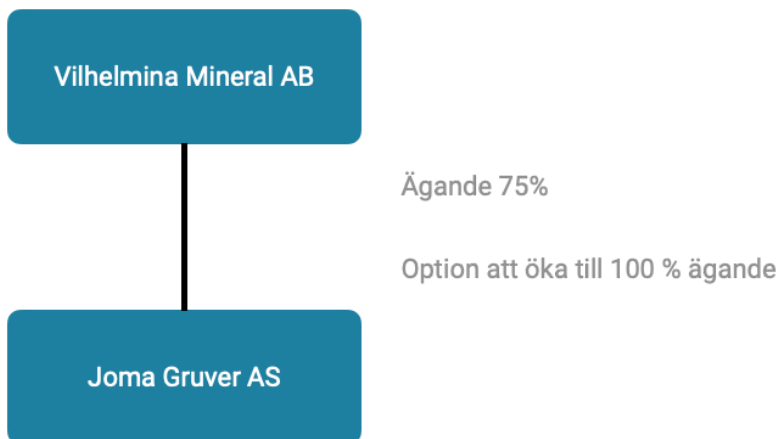 Vilhelmina Mineral AB
Ägande 75%
Option att öka till 100 % ägande
Joma Gruver AS